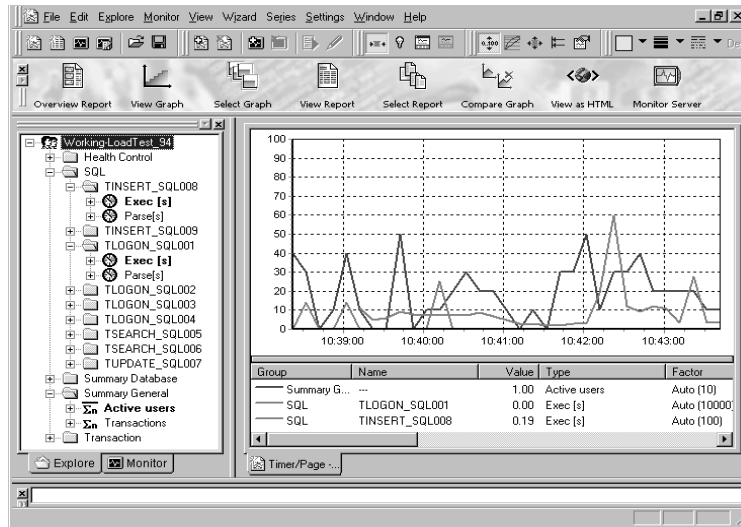 File Edit Explore Monitor View Wizard Series Settings Window Help
Overview Report View Graph Select Graph View Report Select Report Compare Graph View as HTML Monitor Server
Working-LoadTest_94
Health Control
SQL
TINSERT_SQL008
Exec [s]
Parse[s]
TINSERT_SQL009
TLOGON_SQL001
Exec [s]
Parse[s]
TLOGON_SQL002
TLOGON_SQL003
TLOGON_SQL004
TSEARCH_SQL005
TSEARCH_SQL006
TUPDATE_SQL007
Summary Database
Summary General
Σn Active users
Σn Transactions
Transaction
Explore Monitor
100
90
80
70
60
50
40
30
20
10
0
10:39:00 10:40:00 10:41:00 10:42:00 10:43:00
Group Name Value Type Factor
Summary G... --- 1.00 Active users Auto (10)
SQL TLOGON_SQL001 0.00 Exec [s] Auto (10000)
SQL TINSERT_SQL008 0.19 Exec [s] Auto (100)
Timer/Page -...